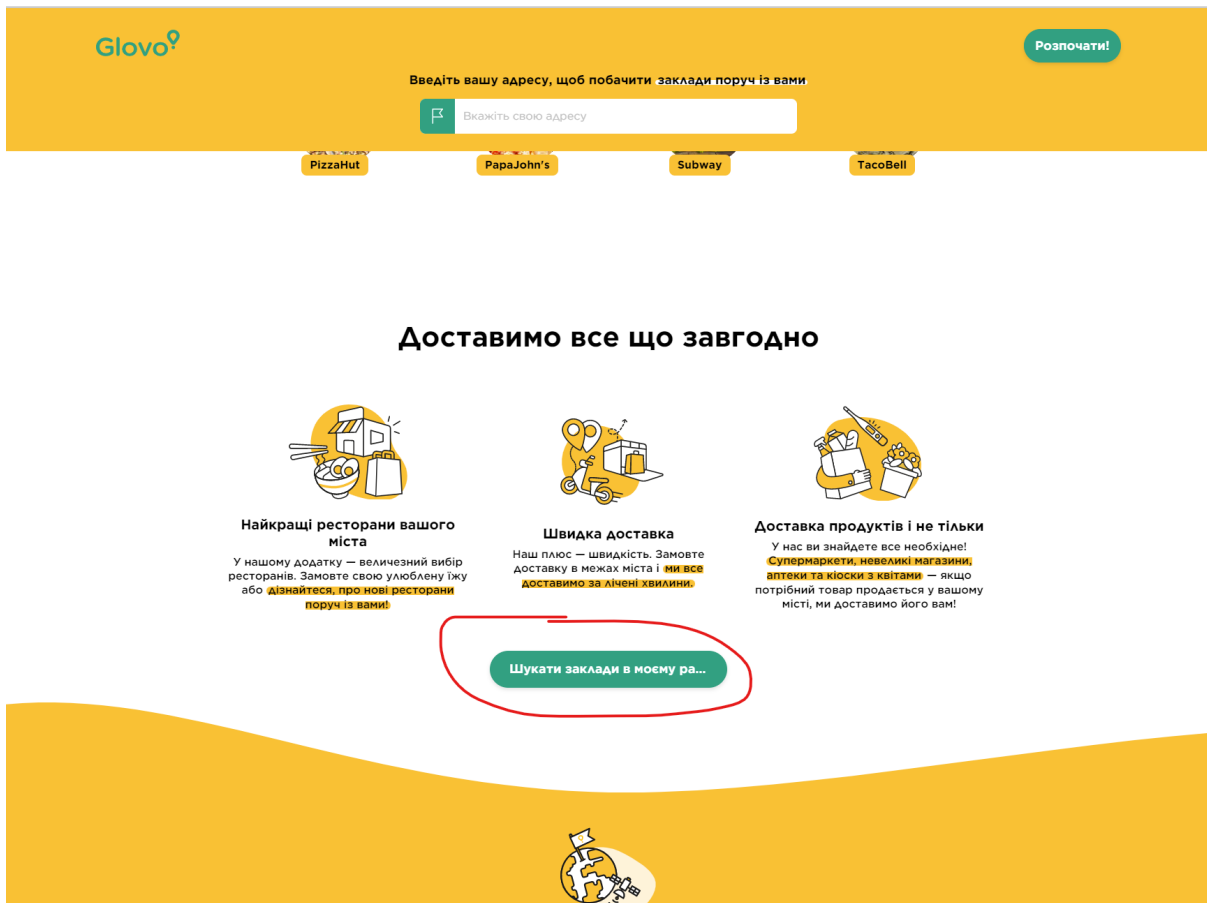 Glovo
Розпочати!
Введіть вашу адресу, щоб побачити заклади поруч із вами
Вкажіть свою адресу
PizzaHut
PapaJohn's
Subway
TacoBell
Доставимо все що завгодно
Найкращі ресторани вашого
міста
У нашому додатку — величезний вибір
ресторанів. Замовте свою улюблену їжу
або дізнайтеся, про нові ресторани
поруч із вами!
Швидка доставка
Наш плюс — швидкість. Замовте
доставку в межах міста і ми все
доставимо за лічені хвилини.
Доставка продуктів і не тільки
У нас ви знайдете все необхідне!
Супермаркети, невеликі магазини,
аптеки та кіоски з квітами — якщо
потрібний товар продається у вашому
місті, ми доставимо його вам!
Шукати заклади в моєму ра...